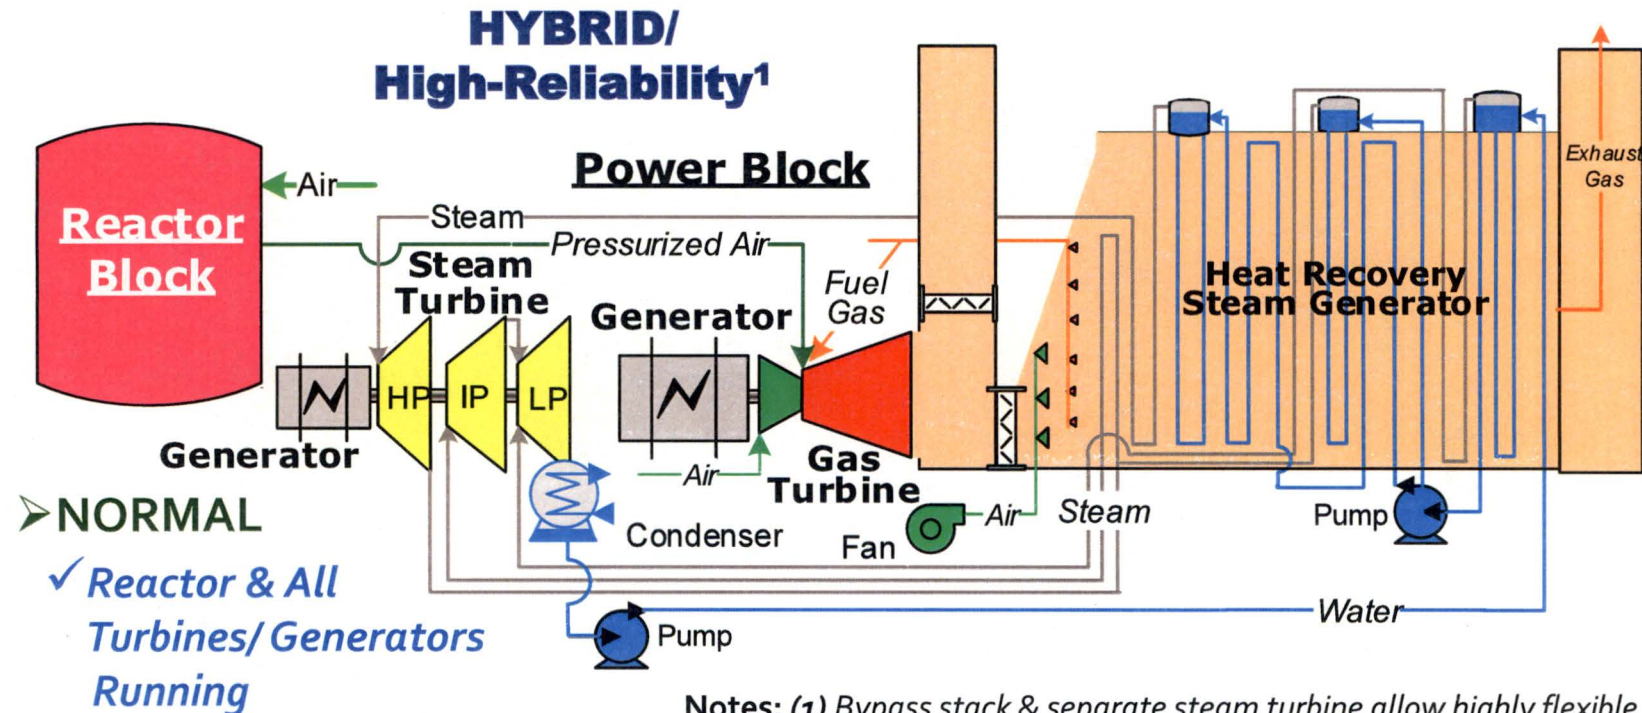 HYBRID/
High-Reliability¹
Power Block
Air
Reactor
Block
Steam
Pressurized Air
Steam
Turbine
Generator
Fuel
Gas
Heat Recovery
Steam Generator
Exhaust
Gas
HP
IP
LP
Generator
Air
Gas
Turbine
Condenser
Fan
Air
Steam
Pump
Water
Pump
➢NORMAL
✓ Reactor & All
Turbines/ Generators
Running
Notes: (1) Bypass stack & separate steam turbine allow highly flexible